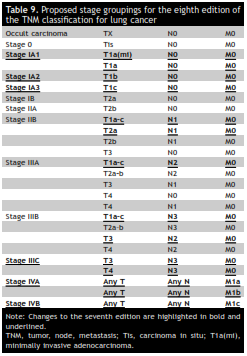 Table 9. Proposed stage groupings for the eighth edition of
the TNM classification for lung cancer
Occult carcinoma TX N0 M0
Stage 0 Tis N0 M0
Stage IA1 T1a(mi) N0 M0
T1a N0 M0
Stage IA2 T1b N0 M0
Stage IA3 T1c N0 M0
Stage IB T2a N0 M0
Stage IIA T2b N0 M0
Stage IIB T1a-c N1 M0
T2a N1 M0
T2b N1 M0
T3 N0 M0
Stage IIIA T1a-c N2 M0
T2a-b N2 M0
T3 N1 M0
T4 N0 M0
T4 N1 M0
Stage IIIB T1a-c N3 M0
T2a-b N3 M0
T3 N2 M0
T4 N2 M0
Stage IIIC T3 N3 M0
T4 N3 M0
Stage IVA Any T Any N M1a
Any T Any N M1b
Stage IVB Any T Any N M1c
Note: Changes to the seventh edition are highlighted in bold and
underlined.
TNM, tumor, node, metastasis; Tis, carcinoma in situ; T1a(mi),
minimally invasive adenocarcinoma.